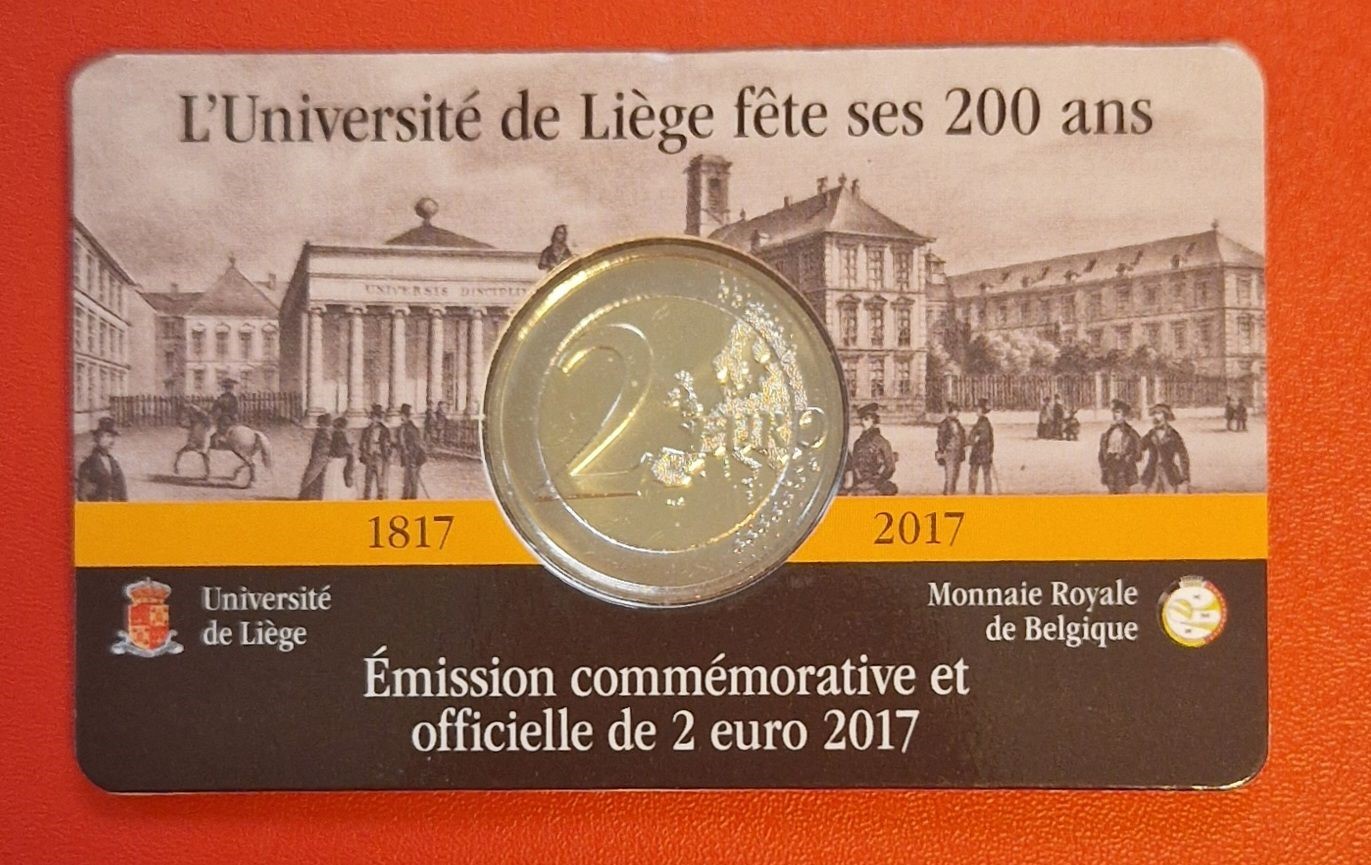 L'Université de Liège fête ses 200 ans
UNIVERSIS DISCIPLI
2 EURO
1817
2017
Université
de Liège
Monnaie Royale
de Belgique
Émission commémorative et
officielle de 2 euro 2017